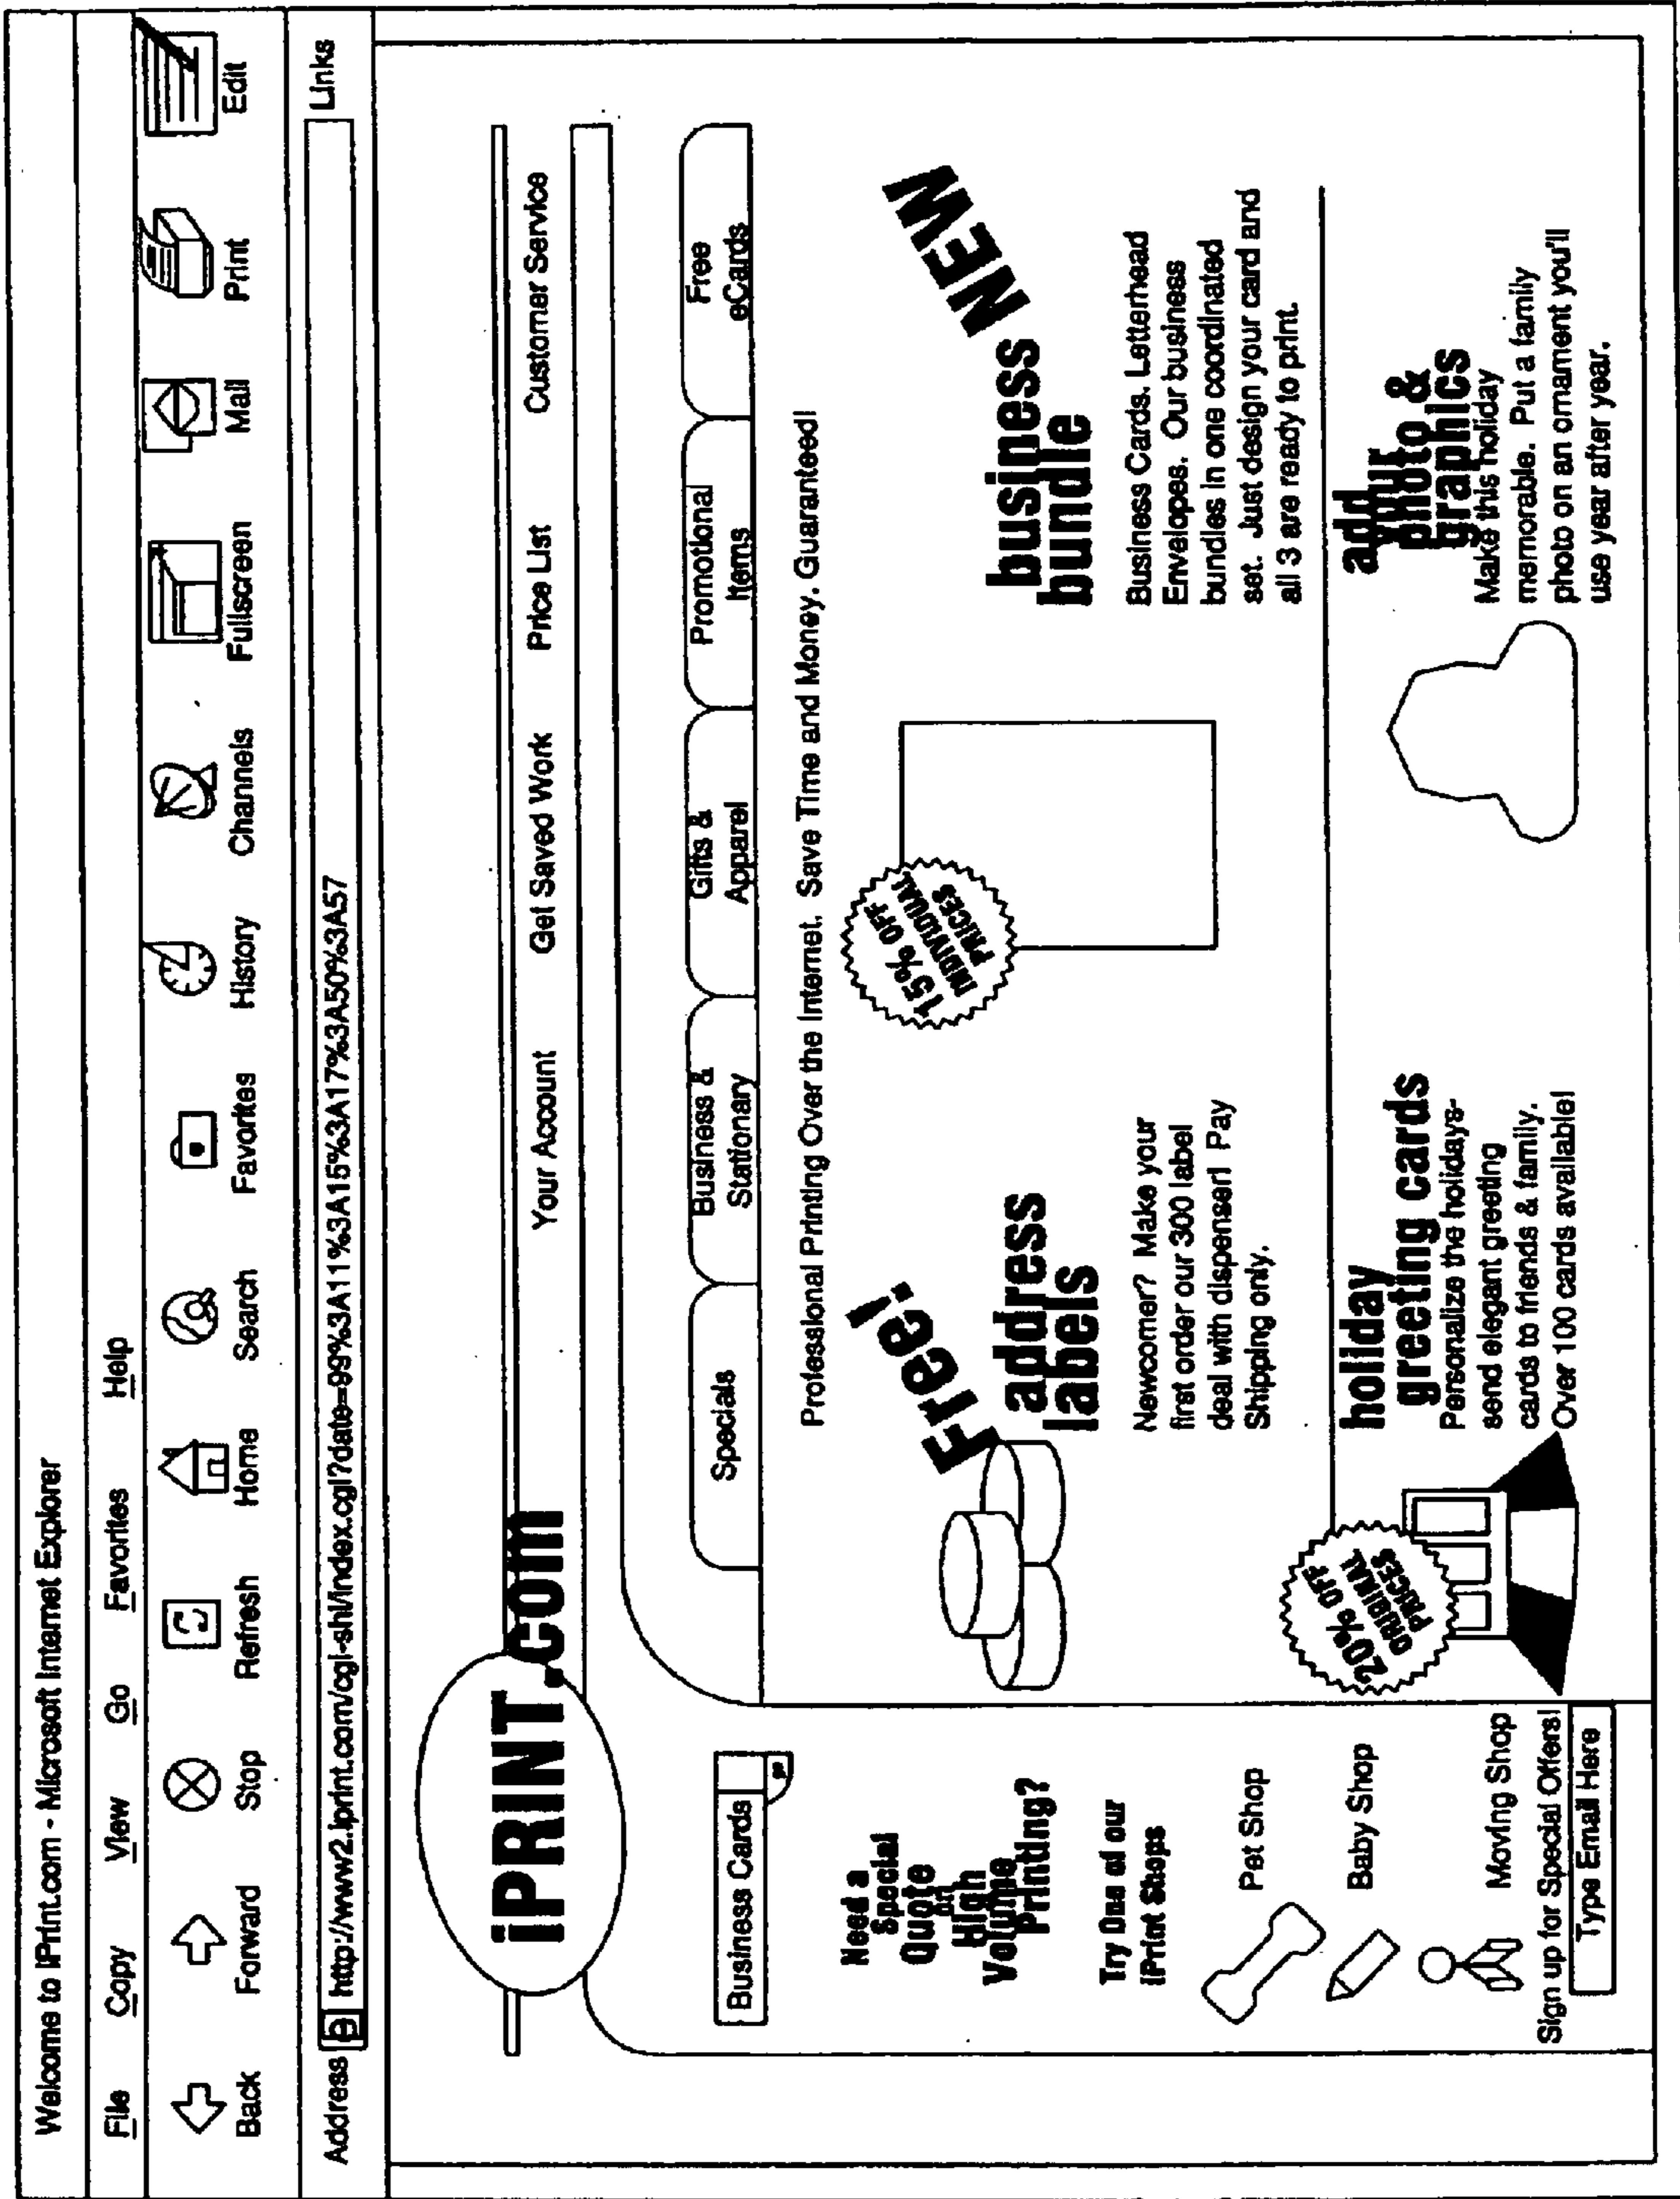 Welcome to iPrint.com - Microsoft Internet Explorer
File Copy View Go Favorites Help
Back Forward Stop Refresh Home Search Favorites History Channels Fullscreen Mail Print Edit
Address http://www2.iprint.com/cgi-shl/index.cgi?date=99%3A11%3A15%3A17%3A50%3A57 Links
iPRINT.com
Your Account Get Saved Work Price List Customer Service
Business Cards go
Specials
Business &
Stationary
Gifts &
Apparel
Promotional
Items
Free
eCards
Professional Printing Over the Internet. Save Time and Money. Guaranteed!
Need a
Special
Quote
on
High
Volume
Printing?
Try One of our
iPrint Shops
Pet Shop
Baby Shop
Moving Shop
Sign up for Special Offers!
Type Email Here
Free!
address
labels
Newcomer? Make your
first order our 300 label
deal with dispenser! Pay
Shipping only.
15% OFF
INDIVIDUAL
PRICES
NEW
business
bundle
Business Cards. Letterhead
Envelopes. Our business
bundles in one coordinated
set. Just design your card and
all 3 are ready to print.
20% OFF
ORIGINAL
PRICES
holiday
greeting cards
Personalize the holidays-
send elegant greeting
cards to friends & family.
Over 100 cards available!
add
your
photo &
graphics
Make this holiday
memorable. Put a family
photo on an ornament you'll
use year after year.